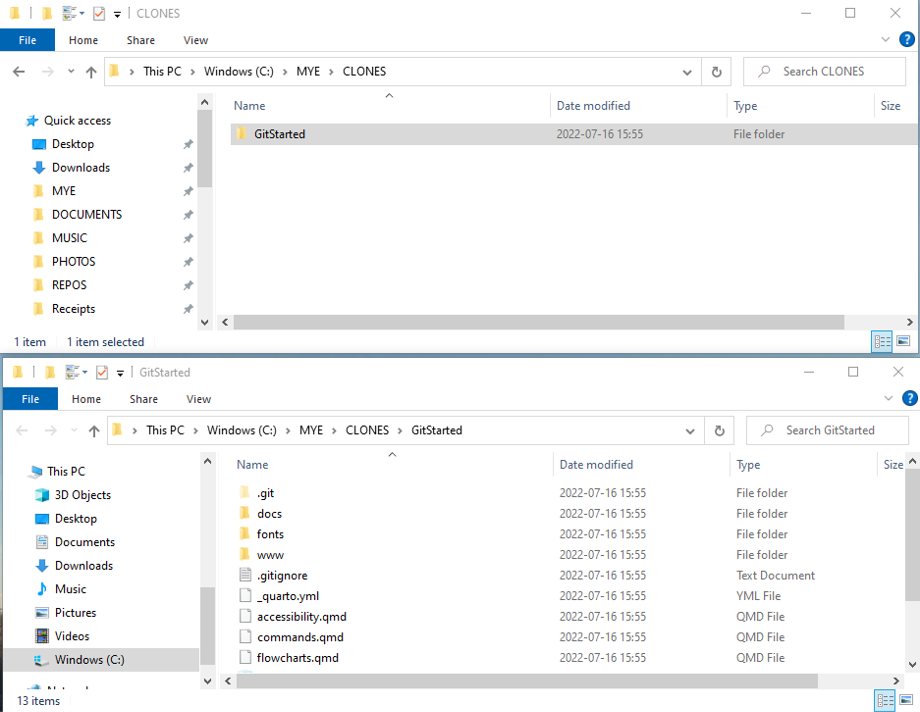 CLONES
File Home Share View
This PC Windows (C:) MYE CLONES Search CLONES
Name Date modified Type Size
Quick access
GitStarted 2022-07-16 15:55 File folder
Desktop
Downloads
MYE
DOCUMENTS
MUSIC
PHOTOS
REPOS
Receipts
1 item 1 item selected
GitStarted
File Home Share View
This PC Windows (C:) MYE CLONES GitStarted Search GitStarted
Name Date modified Type Size
This PC
3D Objects
Desktop
Documents
Downloads
Music
Pictures
Videos
Windows (C:)
.git 2022-07-16 15:55 File folder
docs 2022-07-16 15:55 File folder
fonts 2022-07-16 15:55 File folder
www 2022-07-16 15:55 File folder
.gitignore 2022-07-16 15:55 Text Document
_quarto.yml 2022-07-16 15:55 YML File
accessibility.qmd 2022-07-16 15:55 QMD File
commands.qmd 2022-07-16 15:55 QMD File
flowcharts.qmd 2022-07-16 15:55 QMD File
13 items